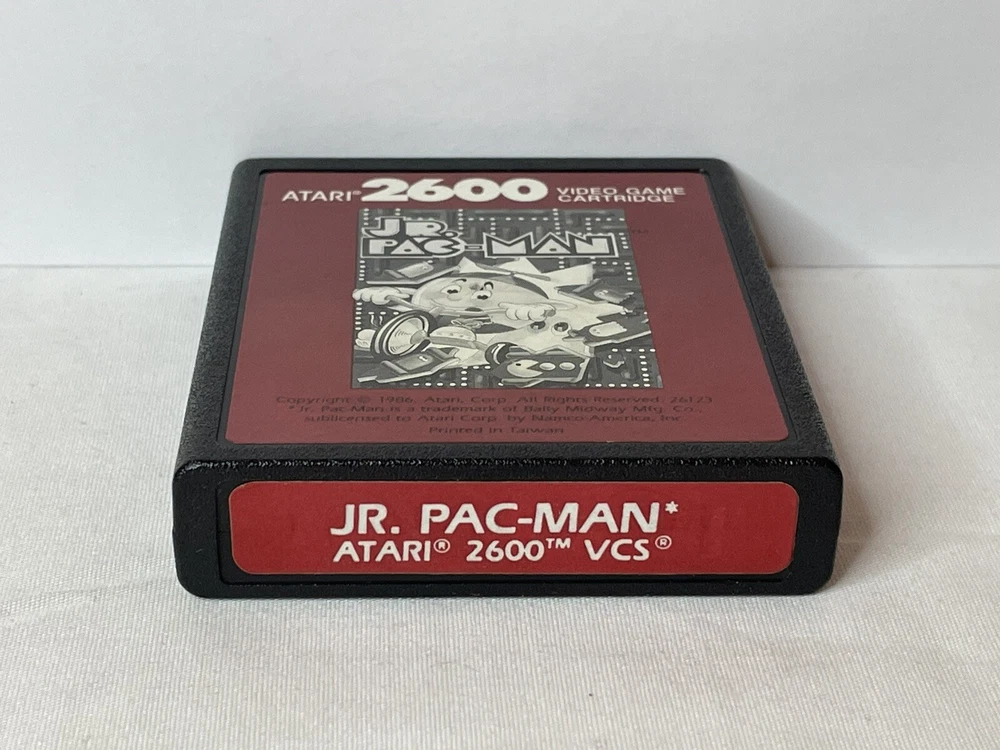 ATARI® 2600 VIDEO GAME
CARTRIDGE
JR.
PAC-MAN™
Copyright © 1986, Atari, Corp. All Rights Reserved. 26123
*Jr. Pac-Man is a trademark of Bally Midway Mfg. Co.,
sublicensed to Atari Corp. by Namco-America, Inc.
Printed in Taiwan
JR. PAC-MAN*
ATARI® 2600™ VCS®